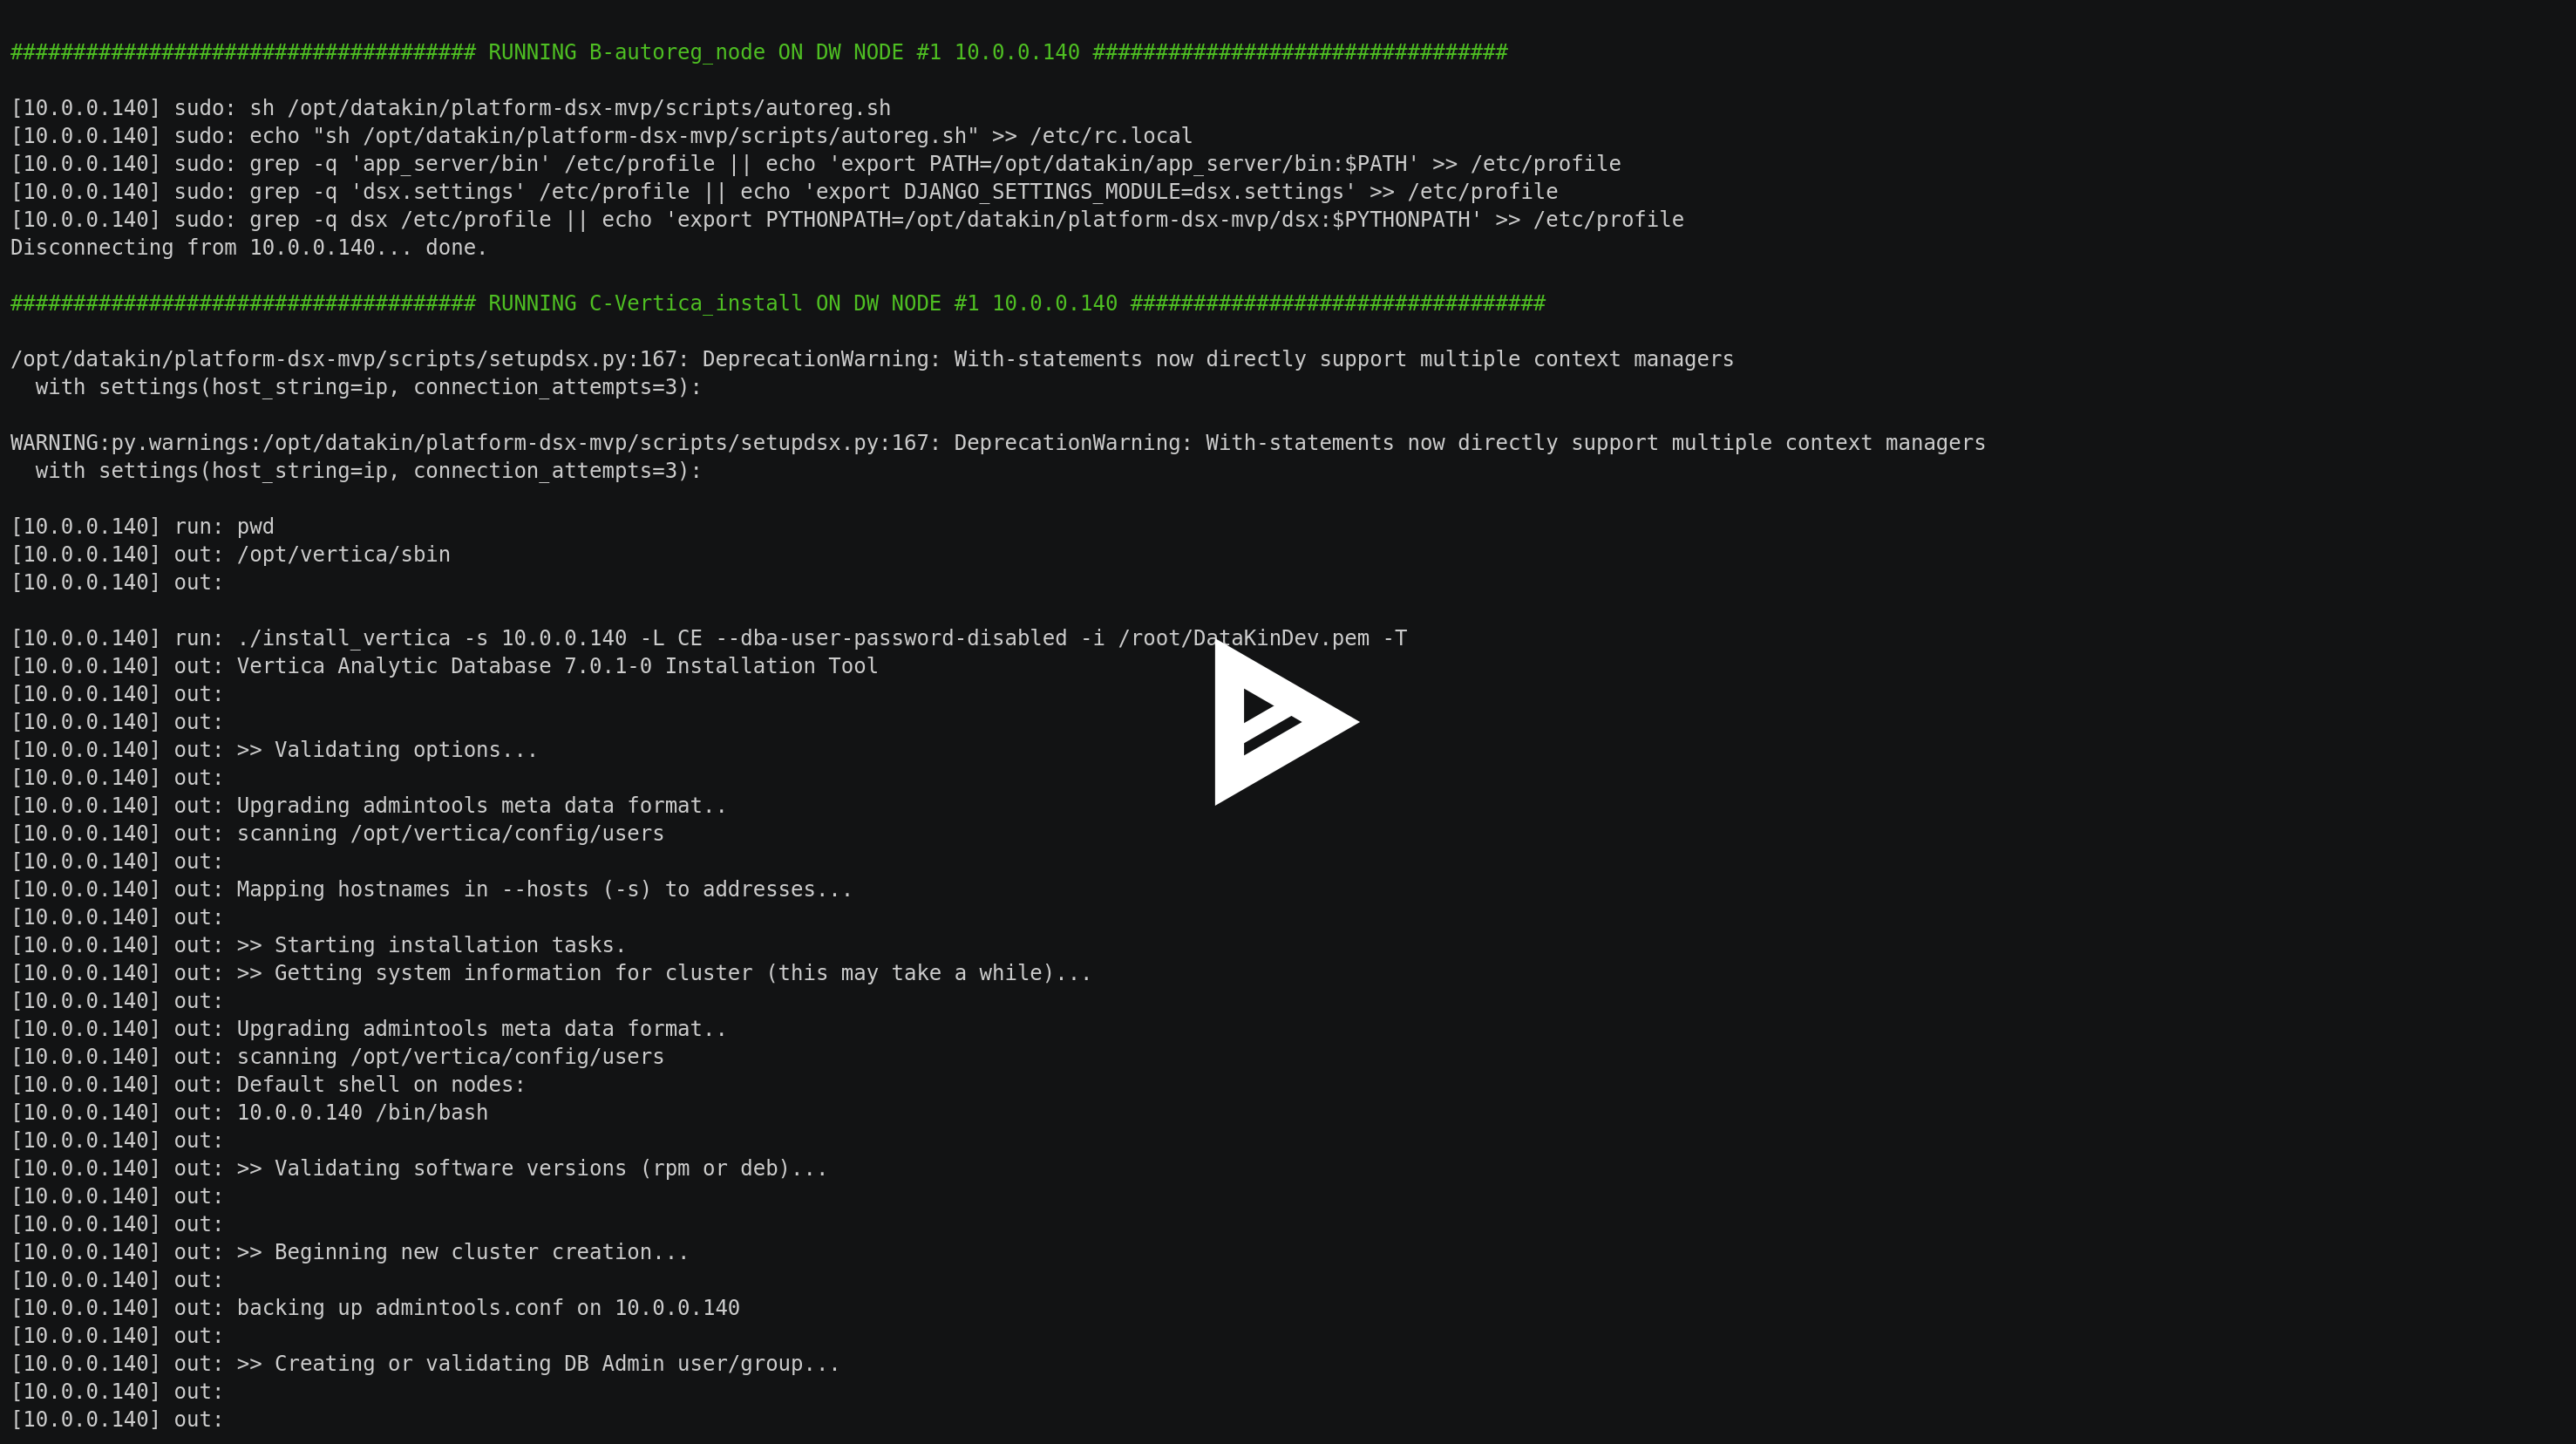 ##################################### RUNNING B-autoreg_node ON DW NODE #1 10.0.0.140 #################################
[10.0.0.140] sudo: sh /opt/datakin/platform-dsx-mvp/scripts/autoreg.sh
[10.0.0.140] sudo: echo "sh /opt/datakin/platform-dsx-mvp/scripts/autoreg.sh" >> /etc/rc.local
[10.0.0.140] sudo: grep -q 'app_server/bin' /etc/profile || echo 'export PATH=/opt/datakin/app_server/bin:$PATH' >> /etc/profile
[10.0.0.140] sudo: grep -q 'dsx.settings' /etc/profile || echo 'export DJANGO_SETTINGS_MODULE=dsx.settings' >> /etc/profile
[10.0.0.140] sudo: grep -q dsx /etc/profile || echo 'export PYTHONPATH=/opt/datakin/platform-dsx-mvp/dsx:$PYTHONPATH' >> /etc/profile
Disconnecting from 10.0.0.140... done.
##################################### RUNNING C-Vertica_install ON DW NODE #1 10.0.0.140 #################################
/opt/datakin/platform-dsx-mvp/scripts/setupdsx.py:167: DeprecationWarning: With-statements now directly support multiple context managers
  with settings(host_string=ip, connection_attempts=3):
WARNING:py.warnings:/opt/datakin/platform-dsx-mvp/scripts/setupdsx.py:167: DeprecationWarning: With-statements now directly support multiple context managers
  with settings(host_string=ip, connection_attempts=3):
[10.0.0.140] run: pwd
[10.0.0.140] out: /opt/vertica/sbin
[10.0.0.140] out:
[10.0.0.140] run: ./install_vertica -s 10.0.0.140 -L CE --dba-user-password-disabled -i /root/DataKinDev.pem -T
[10.0.0.140] out: Vertica Analytic Database 7.0.1-0 Installation Tool
[10.0.0.140] out:
[10.0.0.140] out:
[10.0.0.140] out: >> Validating options...
[10.0.0.140] out:
[10.0.0.140] out: Upgrading admintools meta data format..
[10.0.0.140] out: scanning /opt/vertica/config/users
[10.0.0.140] out:
[10.0.0.140] out: Mapping hostnames in --hosts (-s) to addresses...
[10.0.0.140] out:
[10.0.0.140] out: >> Starting installation tasks.
[10.0.0.140] out: >> Getting system information for cluster (this may take a while)...
[10.0.0.140] out:
[10.0.0.140] out: Upgrading admintools meta data format..
[10.0.0.140] out: scanning /opt/vertica/config/users
[10.0.0.140] out: Default shell on nodes:
[10.0.0.140] out: 10.0.0.140 /bin/bash
[10.0.0.140] out:
[10.0.0.140] out: >> Validating software versions (rpm or deb)...
[10.0.0.140] out:
[10.0.0.140] out:
[10.0.0.140] out: >> Beginning new cluster creation...
[10.0.0.140] out:
[10.0.0.140] out: backing up admintools.conf on 10.0.0.140
[10.0.0.140] out:
[10.0.0.140] out: >> Creating or validating DB Admin user/group...
[10.0.0.140] out:
[10.0.0.140] out: